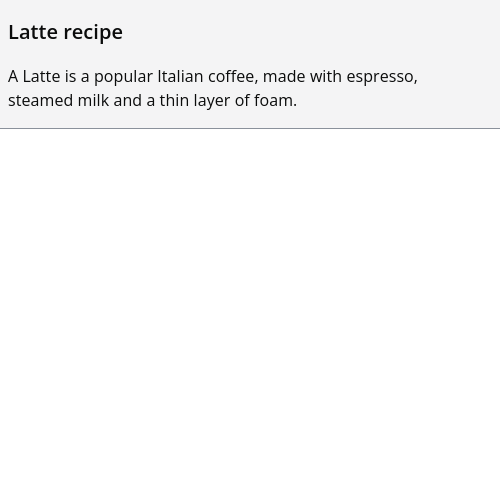 Latte recipe
A Latte is a popular Italian coffee, made with espresso,
steamed milk and a thin layer of foam.